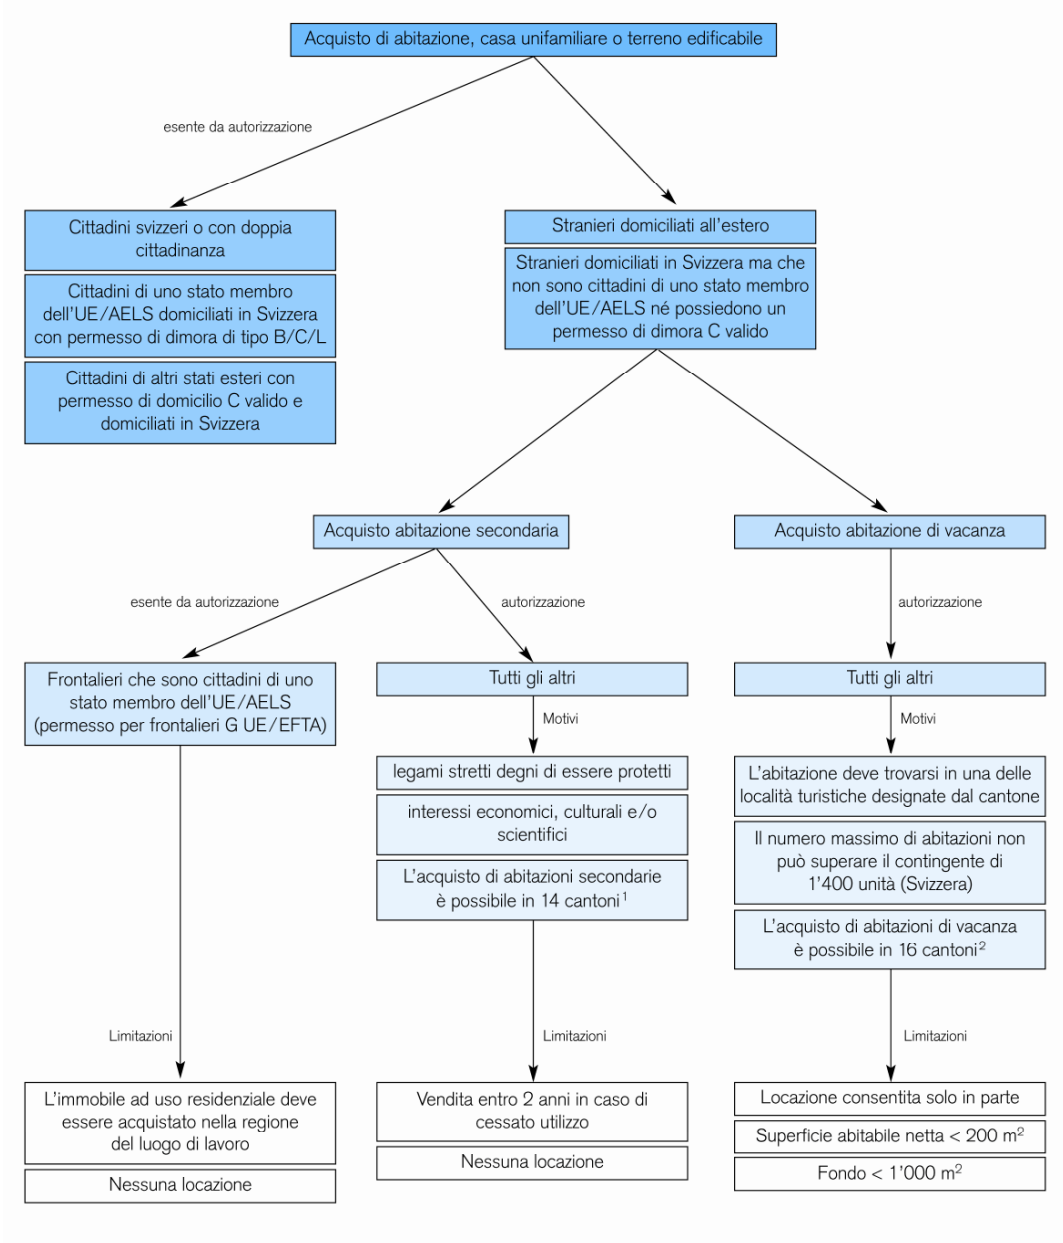 Acquisto di abitazione, casa unifamiliare o terreno edificabile
esente da autorizzazione
Cittadini svizzeri o con doppia
cittadinanza
Cittadini di uno stato membro
dell'UE/AELS domiciliati in Svizzera
con permesso di dimora di tipo B/C/L
Cittadini di altri stati esteri con
permesso di domicilio C valido e
domiciliati in Svizzera
Stranieri domiciliati all'estero
Stranieri domiciliati in Svizzera ma che
non sono cittadini di uno stato membro
dell'UE/AELS né possiedono un
permesso di dimora C valido
Acquisto abitazione secondaria
Acquisto abitazione di vacanza
esente da autorizzazione
autorizzazione
autorizzazione
Frontalieri che sono cittadini di uno
stato membro dell'UE/AELS
(permesso per frontalieri G UE/EFTA)
Limitazioni
L'immobile ad uso residenziale deve
essere acquistato nella regione
del luogo di lavoro
Nessuna locazione
Tutti gli altri
Motivi
legami stretti degni di essere protetti
interessi economici, culturali e/o
scientifici
L'acquisto di abitazioni secondarie
è possibile in 14 cantoni¹
Limitazioni
Vendita entro 2 anni in caso di
cessato utilizzo
Nessuna locazione
Tutti gli altri
Motivi
L'abitazione deve trovarsi in una delle
località turistiche designate dal cantone
Il numero massimo di abitazioni non
può superare il contingente di
1'400 unità (Svizzera)
L'acquisto di abitazioni di vacanza
è possibile in 16 cantoni²
Limitazioni
Locazione consentita solo in parte
Superficie abitabile netta < 200 m²
Fondo < 1'000 m²